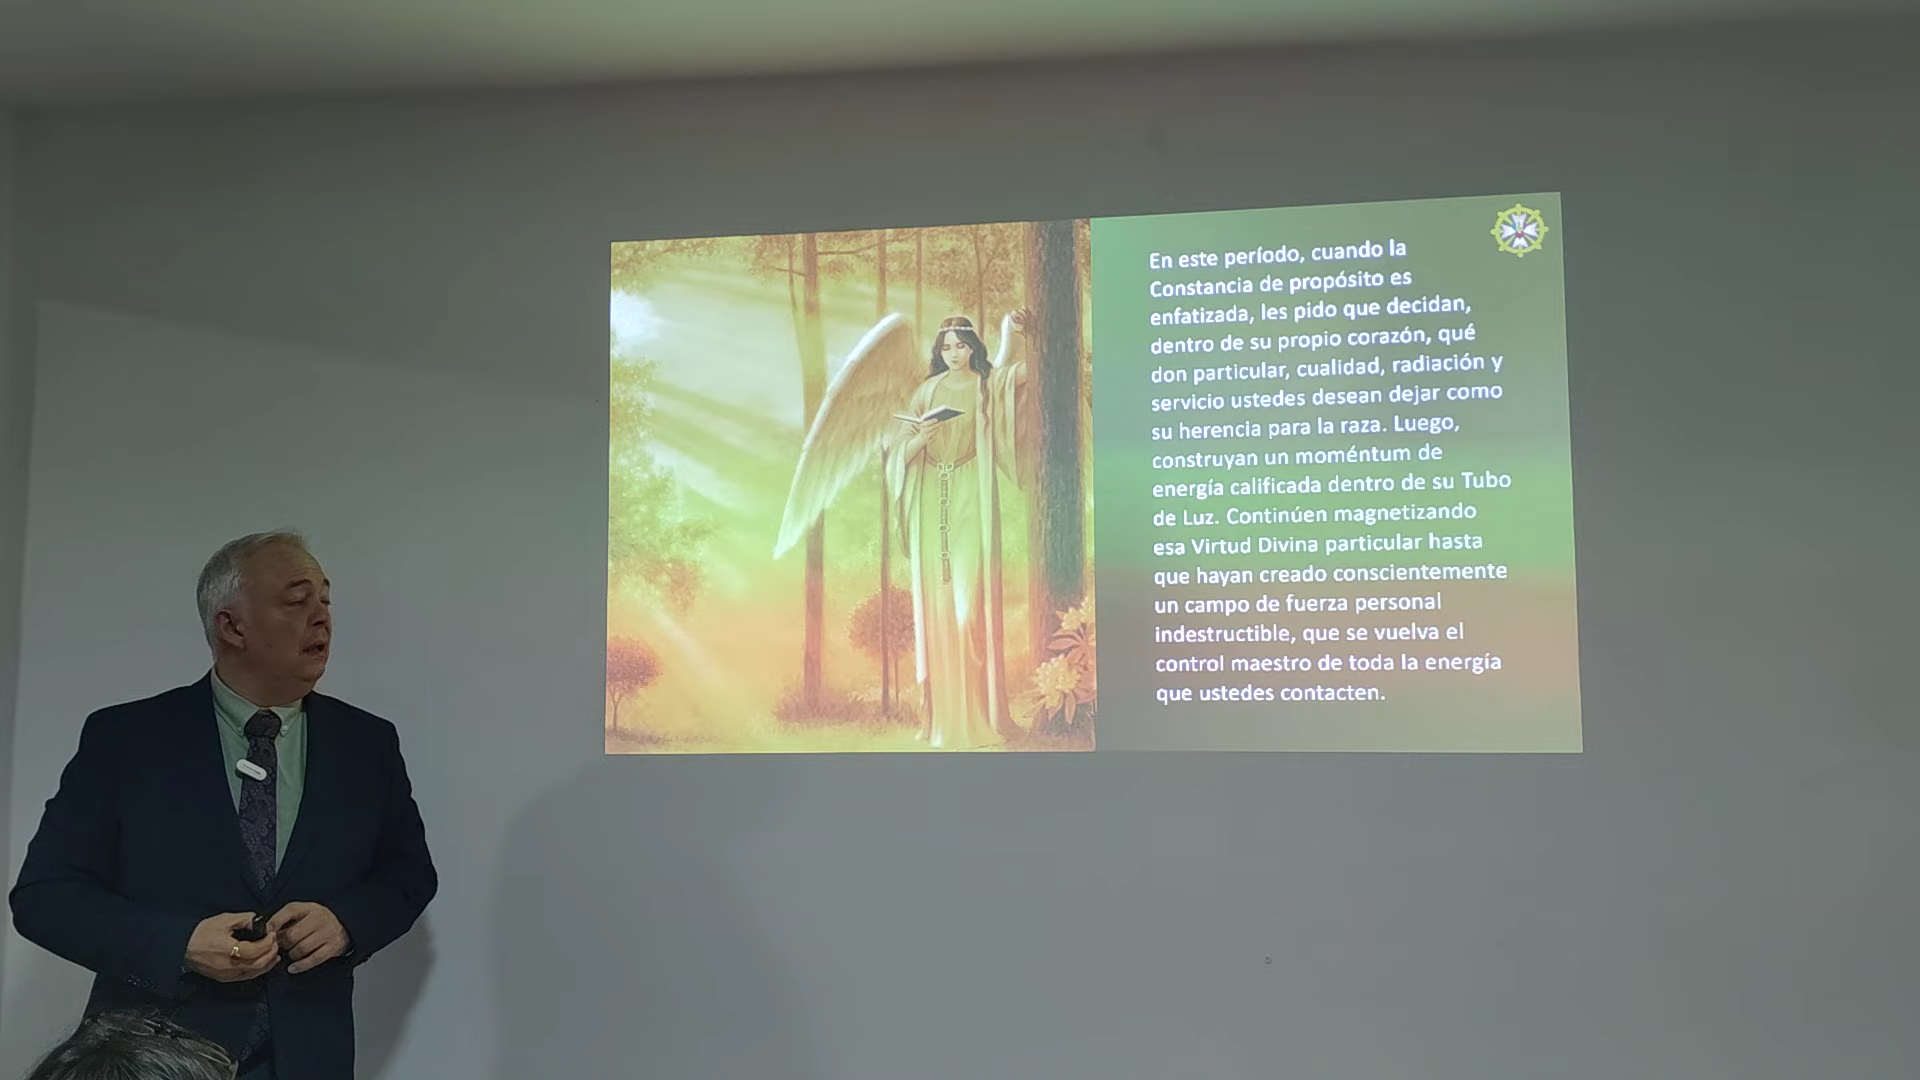 En este período, cuando la
Constancia de propósito es
enfatizada, les pido que decidan,
dentro de su propio corazón, qué
don particular, cualidad, radiación y
servicio ustedes desean dejar como
su herencia para la raza. Luego,
construyan un moméntum de
energía calificada dentro de su Tubo
de Luz. Continúen magnetizando
esa Virtud Divina particular hasta
que hayan creado conscientemente
un campo de fuerza personal
indestructible, que se vuelva el
control maestro de toda la energía
que ustedes contacten.